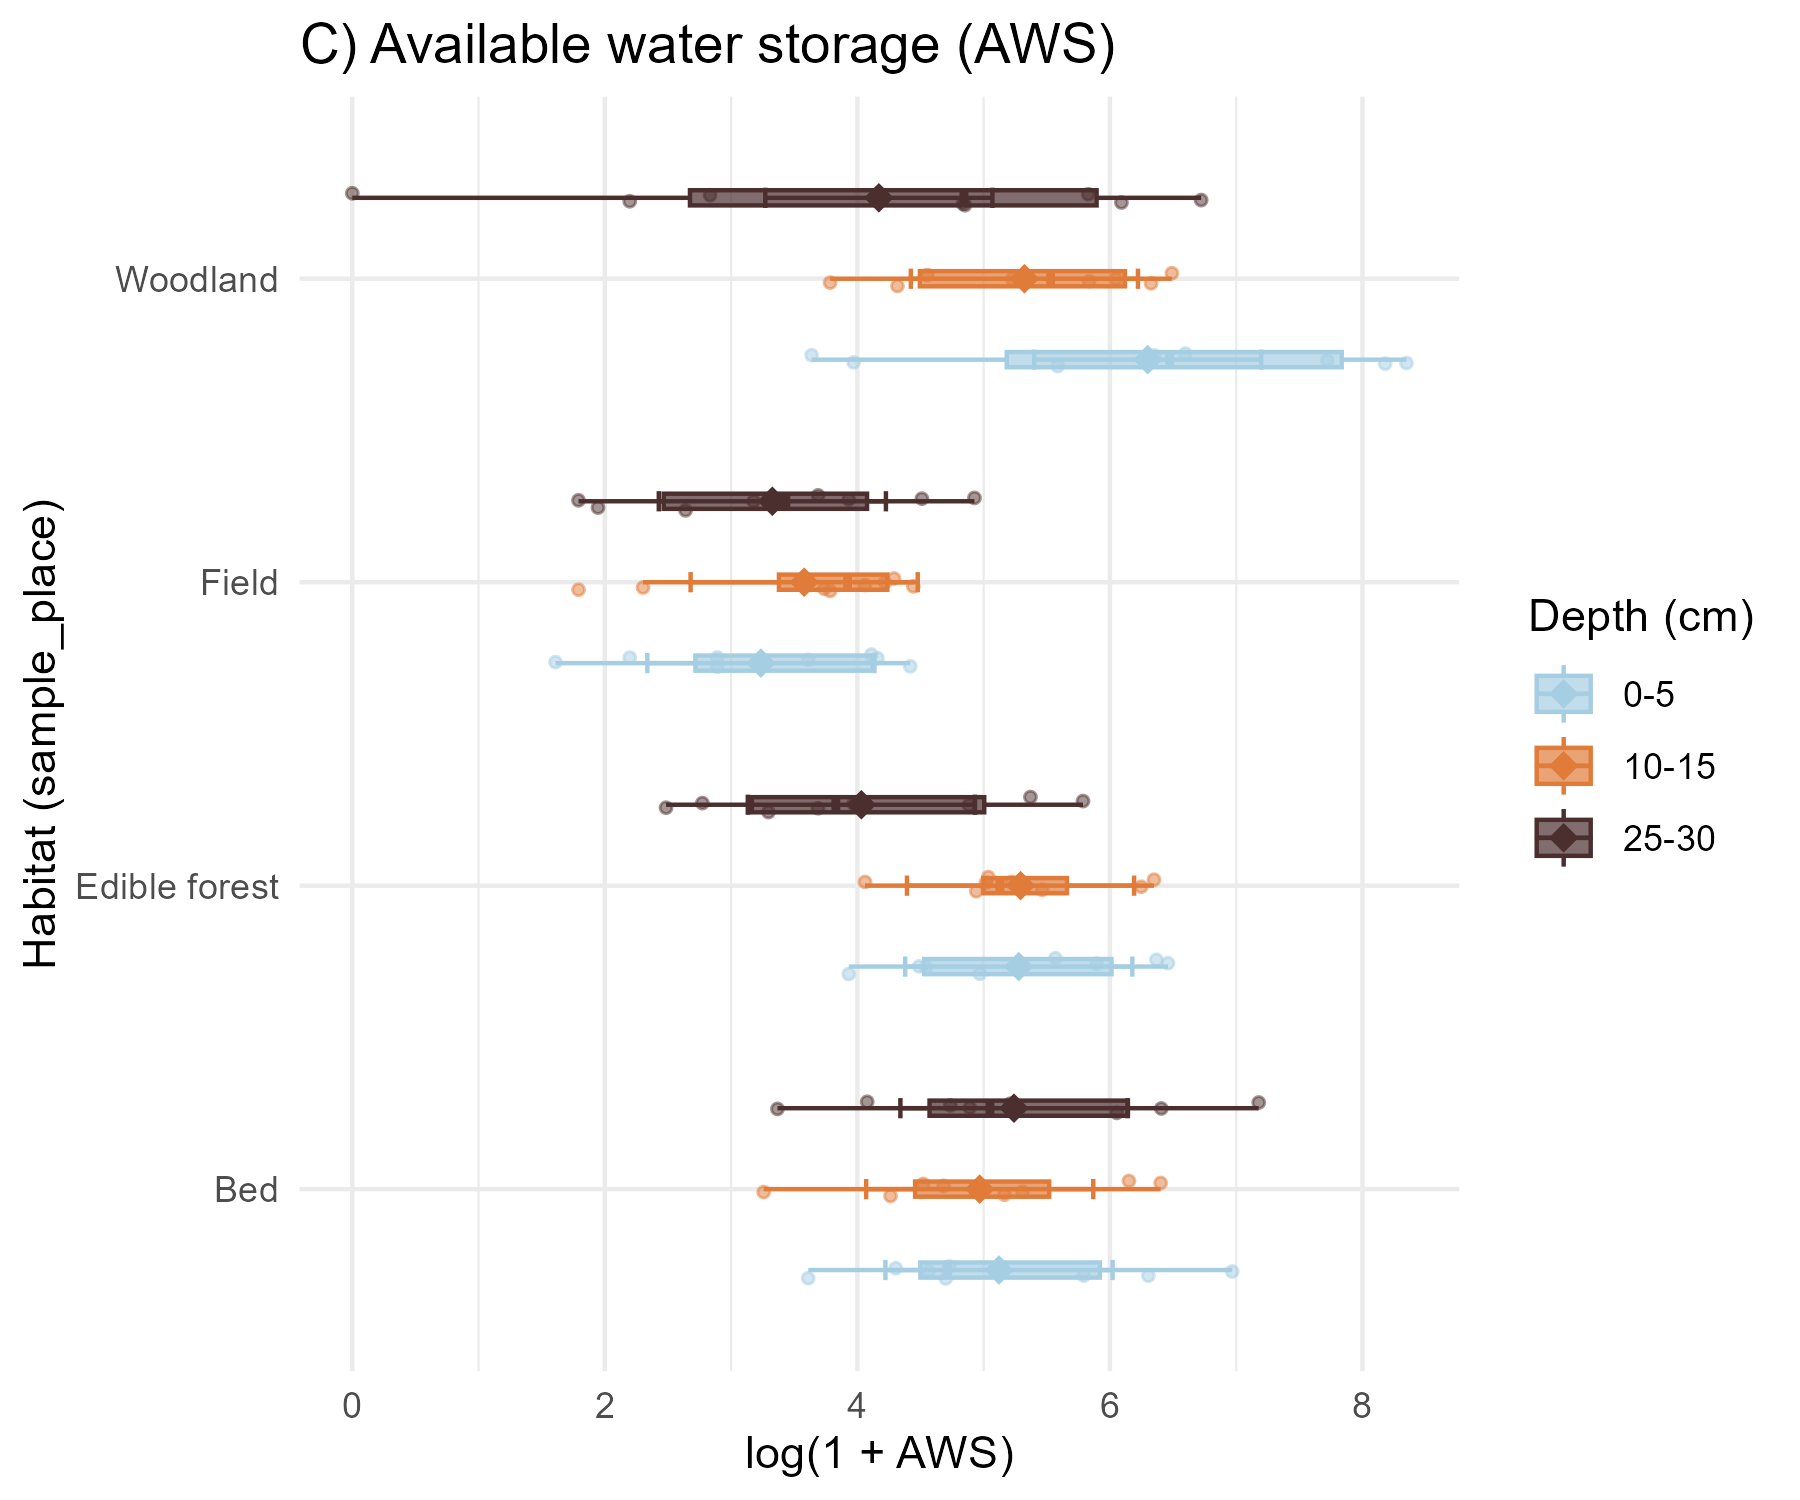 C) Available water storage (AWS)
Habitat (sample_place)
Woodland
Field
Edible forest
Bed
0
2
4
6
8
log(1 + AWS)
Depth (cm)
0-5
10-15
25-30